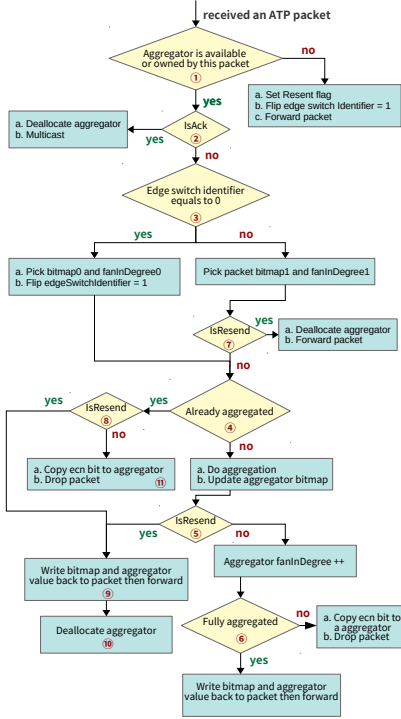 received an ATP packet
Aggregator is available
or owned by this packet
①
no
a. Set Resent flag
b. Flip edge switch Identifier = 1
c. Forward packet
yes
a. Deallocate aggregator
b. Multicast
yes
IsAck
②
no
Edge switch identifier
equals to 0
③
yes
no
a. Pick bitmap0 and fanInDegree0
b. Flip edgeSwitchIdentifier = 1
Pick packet bitmap1 and fanInDegree1
IsResend
⑦
yes
a. Deallocate aggregator
b. Forward packet
no
yes
IsResend
⑧
yes
Already aggregated
④
no
no
a. Copy ecn bit to aggregator
b. Drop packet
⑪
a. Do aggregation
b. Update aggregator bitmap
yes
IsResend
⑤
no
Write bitmap and aggregator
value back to packet then forward
⑨
Aggregator fanInDegree ++
Deallocate aggregator
⑩
Fully aggregated
⑥
no
a. Copy ecn bit to
a aggregator
b. Drop packet
yes
Write bitmap and aggregator
value back to packet then forward